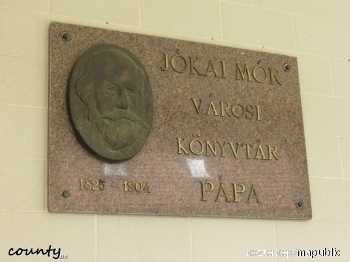 JÓKAI MÓR
VÁROSI
KÖNYVTÁR
PÁPA
1825 - 1904
county
mapublic